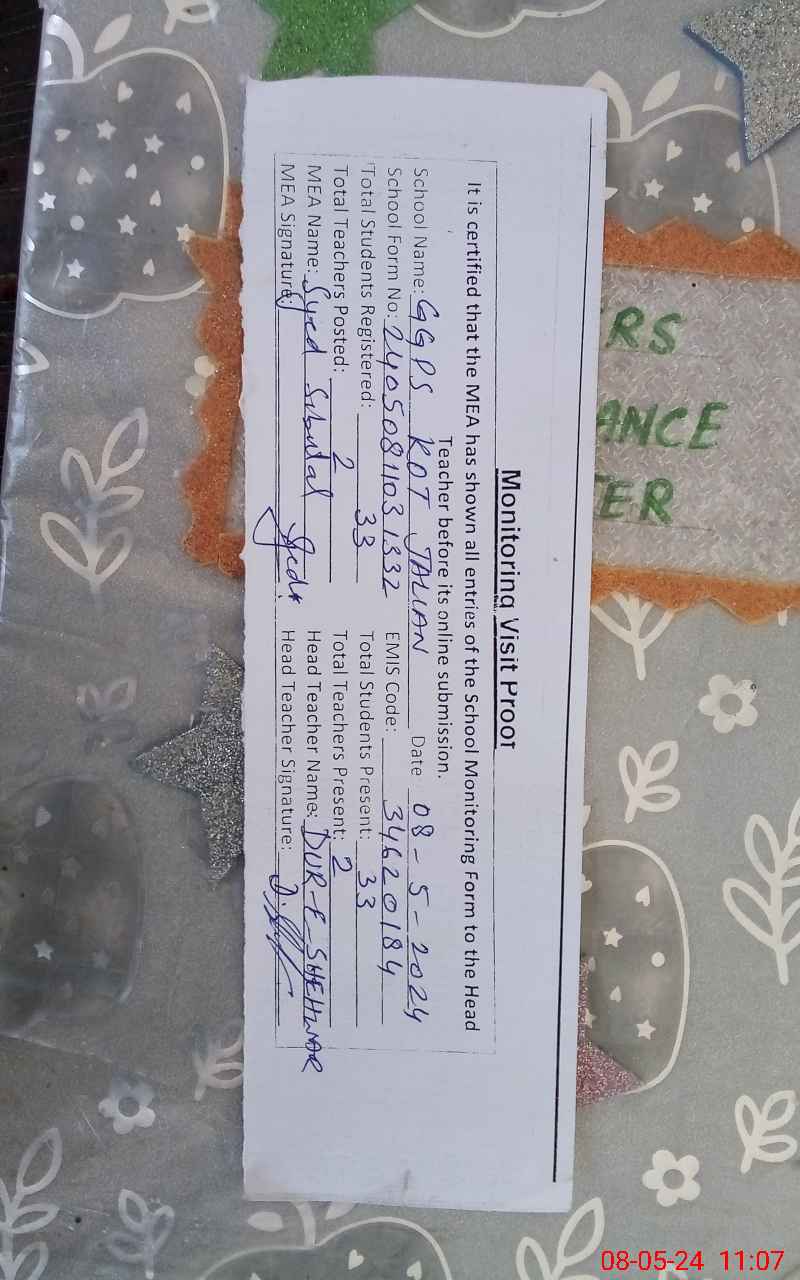 Monitoring Visit Proof
It is certified that the MEA has shown all entries of the School Monitoring Form to the Head
Teacher before its online submission.
School Name: GGPS KOT JALLAN Date 08-5-2024
School Form No: 2405081031332 EMIS Code: 34620184
Total Students Registered: 33 Total Students Present: 33
Total Teachers Posted: 2 Total Teachers Present: 2
MEA Name: Syed Head Teacher Name: DUR-E-SHEHWAR
MEA Signature: Head Teacher Signature:
RS
ANCE
TER
08-05-24 11:07